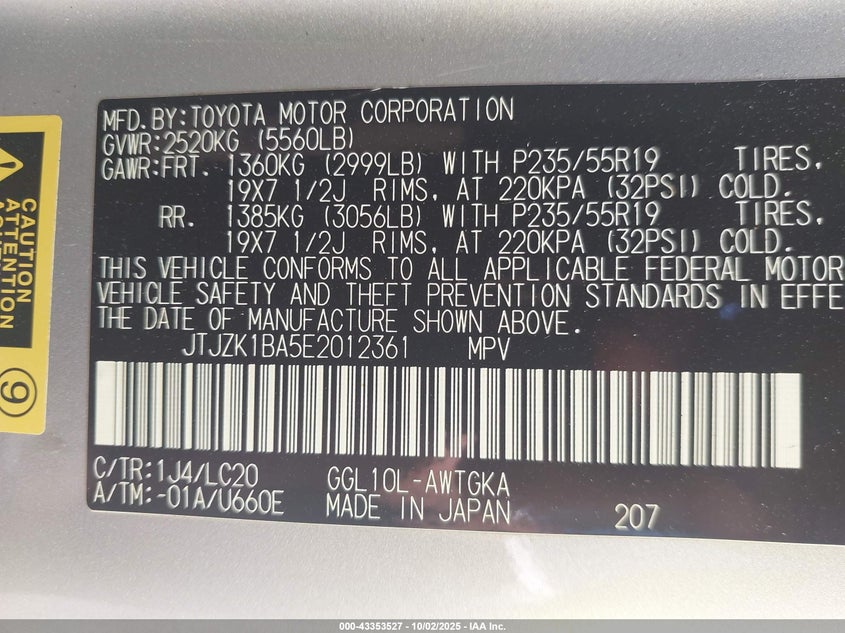 MFD.BY:TOYOTA MOTOR CORPORATION
GVWR:2520KG (5560LB)
GAWR:FRT. 1360KG (2999LB) WITH P235/55R19 TIRES,
19X7 1/2J RIMS, AT 220KPA (32PSI) COLD.
RR. 1385KG (3056LB) WITH P235/55R19 TIRES,
19X7 1/2J RIMS, AT 220KPA (32PSI) COLD.
THIS VEHICLE CONFORMS TO ALL APPLICABLE FEDERAL MOTOR
VEHICLE SAFETY AND THEFT PREVENTION STANDARDS IN EFFE
THE DATE OF MANUFACTURE SHOWN ABOVE.
JTJZK1BA5E2012361 MPV
C/TR:1J4/LC20 GGL10L-AWTGKA
A/TM:-01A/U660E MADE IN JAPAN 207
CAUTION
ATTENTION
9
000-43353527 - 10/02/2025 - IAA Inc.